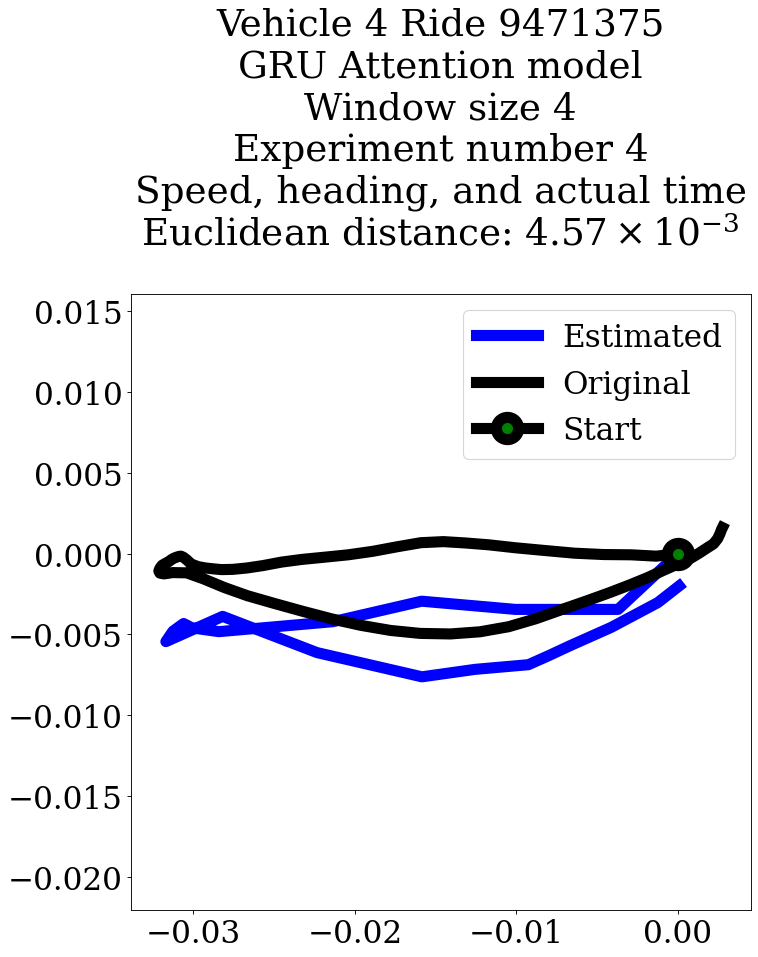 Vehicle 4 Ride 9471375
GRU Attention model
Window size 4
Experiment number 4
Speed, heading, and actual time
Euclidean distance: 4.57 × 10⁻³
Estimated
Original
Start
0.015
0.010
0.005
0.000
−0.005
−0.010
−0.015
−0.020
−0.03
−0.02
−0.01
0.00